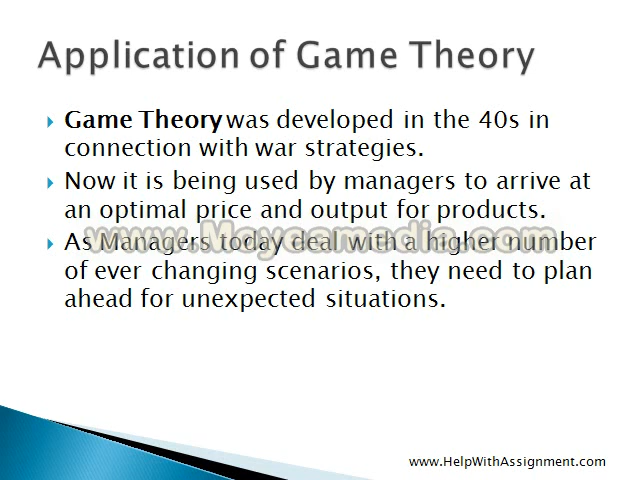 Application of Game Theory
Game Theory was developed in the 40s in
connection with war strategies.
Now it is being used by managers to arrive at
an optimal price and output for products.
www.Moyeamedia.com
As Managers today deal with a higher number
of ever changing scenarios, they need to plan
ahead for unexpected situations.
www.HelpWithAssignment.com